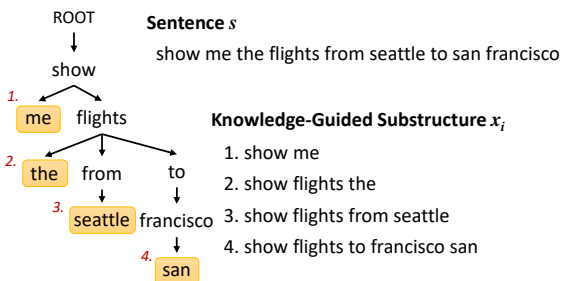 ROOT
show
1.
me flights
2.
the from to
3.
seattle francisco
4.
san
Sentence s
show me the flights from seattle to san francisco
Knowledge-Guided Substructure xᵢ
1. show me
2. show flights the
3. show flights from seattle
4. show flights to francisco san